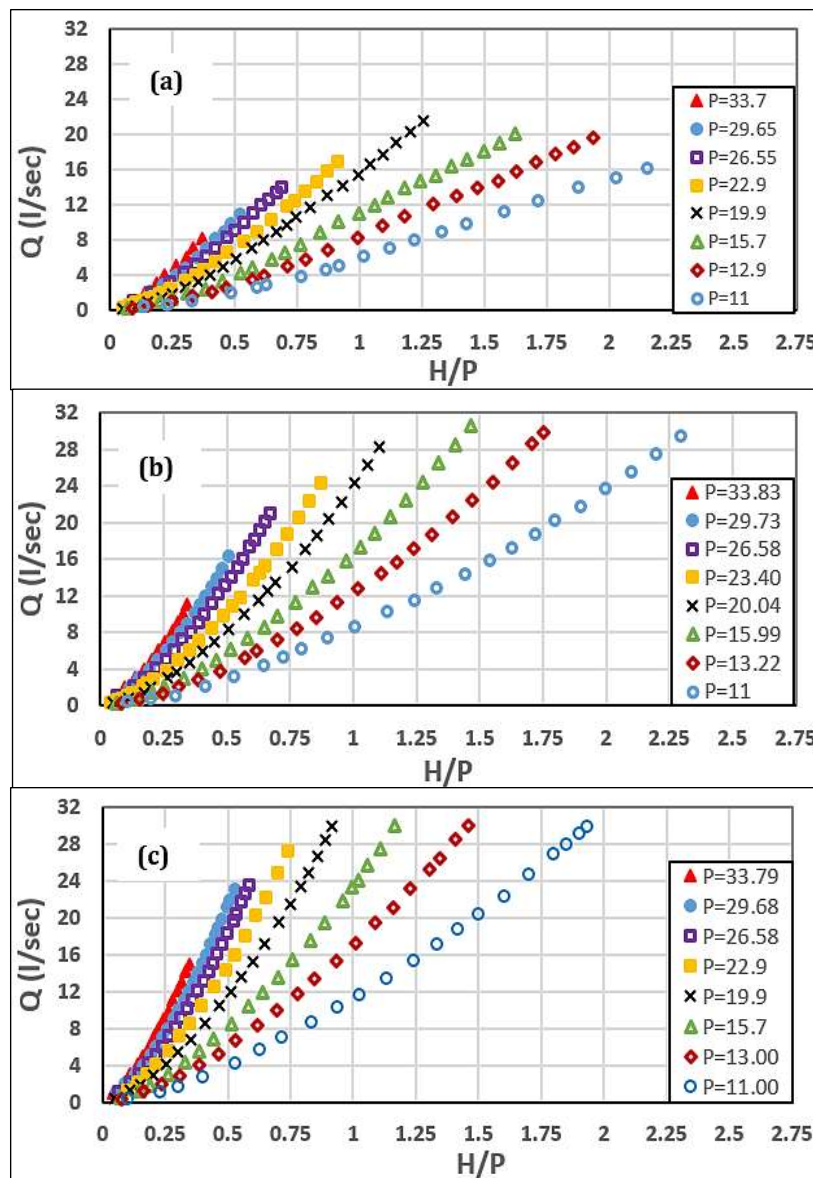 32
28
24
20
16
12
8
4
0
Q (l/sec)
(a)
P=33.7
P=29.65
P=26.55
P=22.9
P=19.9
P=15.7
P=12.9
P=11
0 0.25 0.5 0.75 1 1.25 1.5 1.75 2 2.25 2.5 2.75
H/P
32
28
24
20
16
12
8
4
0
Q (l/sec)
(b)
P=33.83
P=29.73
P=26.58
P=23.40
P=20.04
P=15.99
P=13.22
P=11
0 0.25 0.5 0.75 1 1.25 1.5 1.75 2 2.25 2.5 2.75
H/P
32
28
24
20
16
12
8
4
0
Q (l/sec)
(c)
P=33.79
P=29.68
P=26.58
P=22.9
P=19.9
P=15.7
P=13.00
P=11.00
0 0.25 0.5 0.75 1 1.25 1.5 1.75 2 2.25 2.5 2.75
H/P